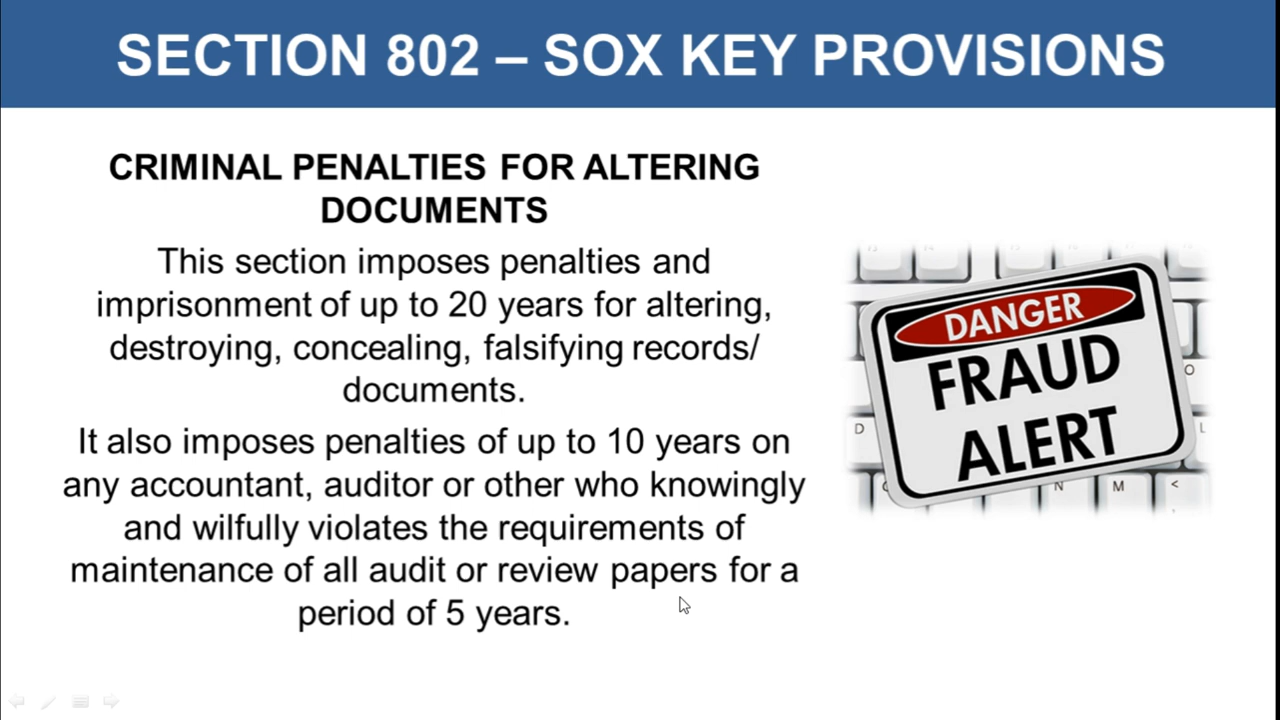 SECTION 802 – SOX KEY PROVISIONS
CRIMINAL PENALTIES FOR ALTERING
DOCUMENTS
This section imposes penalties and
imprisonment of up to 20 years for altering,
destroying, concealing, falsifying records/
documents.
It also imposes penalties of up to 10 years on
any accountant, auditor or other who knowingly
and wilfully violates the requirements of
maintenance of all audit or review papers for a
period of 5 years.
DANGER
FRAUD
ALERT
O
D
L
N
M
<